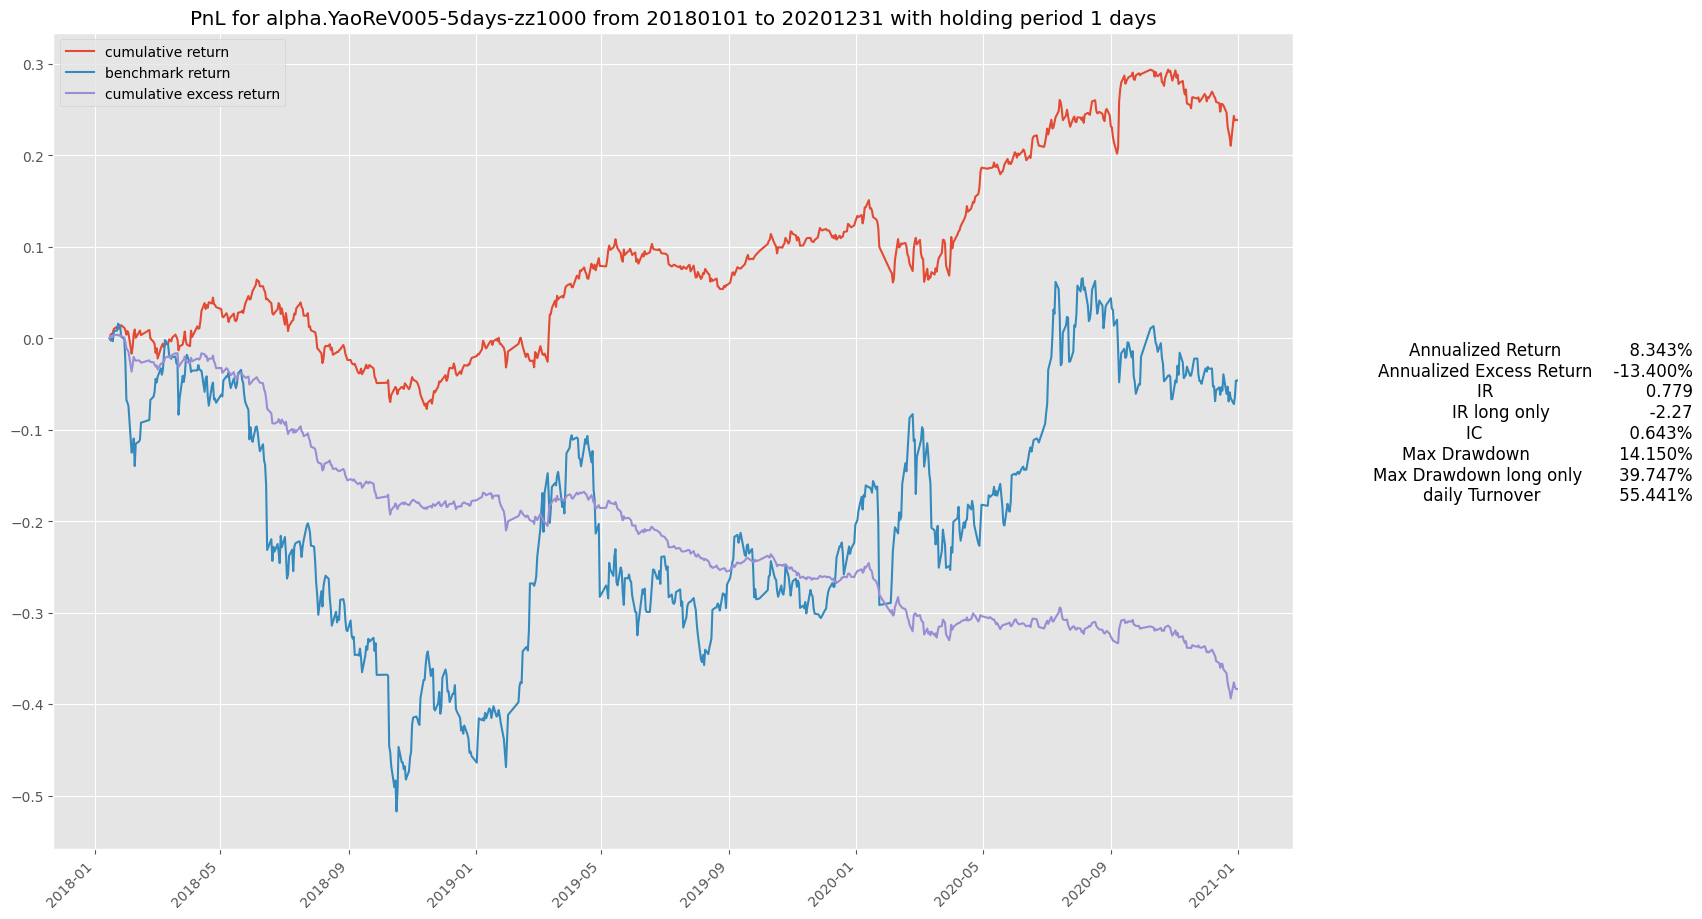 PnL for alpha.YaoReV005-5days-zz1000 from 20180101 to 20201231 with holding period 1 days
cumulative return
benchmark return
cumulative excess return
0.3
0.2
0.1
0.0
−0.1
−0.2
−0.3
−0.4
−0.5
2018-01
2018-05
2018-09
2019-01
2019-05
2019-09
2020-01
2020-05
2020-09
2021-01
Annualized Return 8.343%
Annualized Excess Return -13.400%
IR 0.779
IR long only -2.27
IC 0.643%
Max Drawdown 14.150%
Max Drawdown long only 39.747%
daily Turnover 55.441%